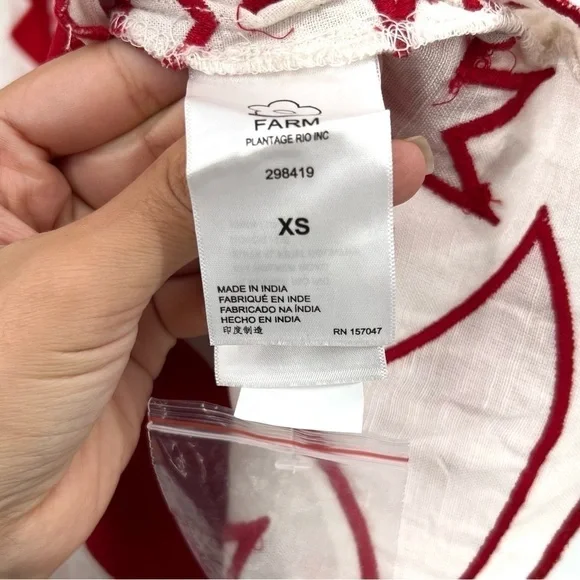 FARM
PLANTAGE RIO INC
298419
XS
MADE IN INDIA
FABRIQUÉ EN INDE
FABRICADO NA ÍNDIA
HECHO EN INDIA
印度制造
RN 157047